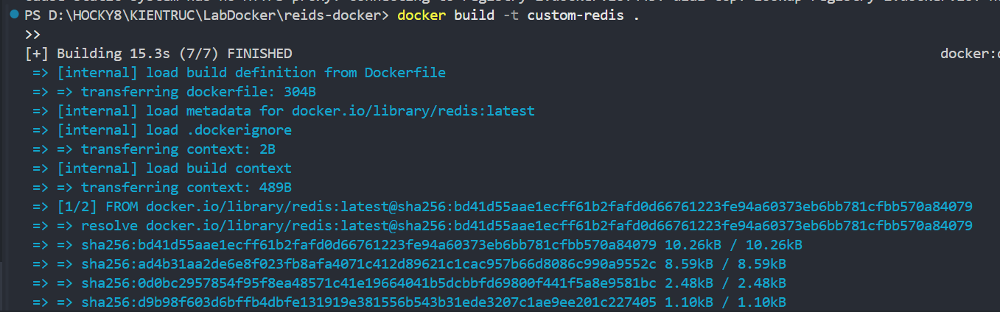 PS D:\HOCKY8\KIENTRUC\LabDocker\reids-docker> docker build -t custom-redis .
>>
[+] Building 15.3s (7/7) FINISHED docker:d
=> [internal] load build definition from Dockerfile
=> => transferring dockerfile: 304B
=> [internal] load metadata for docker.io/library/redis:latest
=> [internal] load .dockerignore
=> => transferring context: 2B
=> [internal] load build context
=> => transferring context: 489B
=> [1/2] FROM docker.io/library/redis:latest@sha256:bd41d55aae1ecff61b2fafd0d66761223fe94a60373eb6bb781cfbb570a84079
=> => resolve docker.io/library/redis:latest@sha256:bd41d55aae1ecff61b2fafd0d66761223fe94a60373eb6bb781cfbb570a84079
=> => sha256:bd41d55aae1ecff61b2fafd0d66761223fe94a60373eb6bb781cfbb570a84079 10.26kB / 10.26kB
=> => sha256:ad4b31aa2de6e8f023fb8afa4071c412d89621c1cac957b66d8086c990a9552c 8.59kB / 8.59kB
=> => sha256:0d0bc2957854f95f8ea48571c41e19664041b5dcbbfd69800f441f5a8e9581bc 2.48kB / 2.48kB
=> => sha256:d9b98f603d6bffb4dbfe131919e381556b543b31ede3207c1ae9ee201c227405 1.10kB / 1.10kB